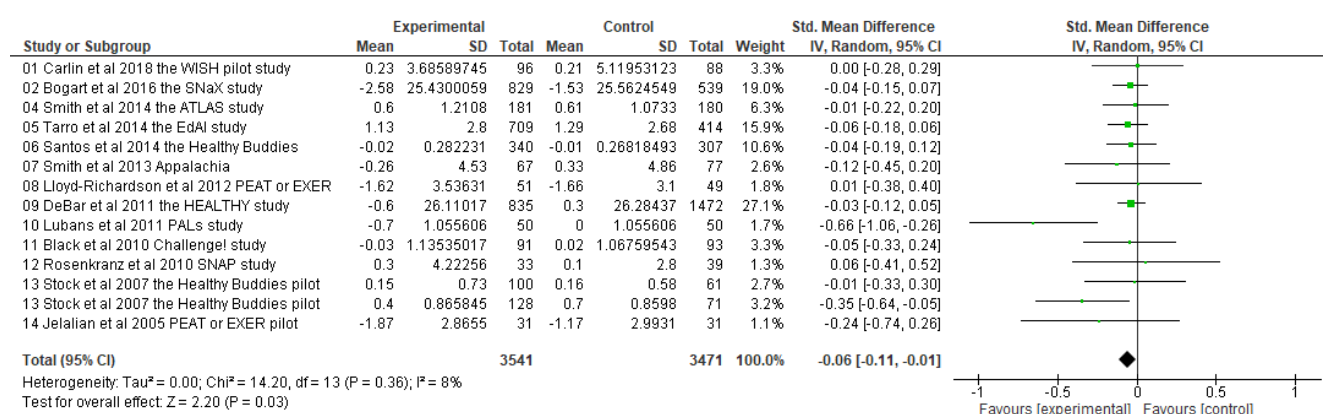 Experimental Control Std. Mean Difference Std. Mean Difference
Study or Subgroup Mean SD Total Mean SD Total Weight IV, Random, 95% CI IV, Random, 95% CI
01 Carlin et al 2018 the WISH pilot study 0.23 3.68589745 96 0.21 5.11953123 88 3.3% 0.00 [-0.28, 0.29]
02 Bogart et al 2016 the SNaX study -2.58 25.4300059 829 -1.53 25.5624549 539 19.0% -0.04 [-0.15, 0.07]
04 Smith et al 2014 the ATLAS study 0.6 1.2108 181 0.61 1.0733 180 6.3% -0.01 [-0.22, 0.20]
05 Tarro et al 2014 the EdAl study 1.13 2.8 709 1.29 2.68 414 15.9% -0.06 [-0.18, 0.06]
06 Santos et al 2014 the Healthy Buddies -0.02 0.282231 340 -0.01 0.26818493 307 10.6% -0.04 [-0.19, 0.12]
07 Smith et al 2013 Appalachia -0.26 4.53 67 0.33 4.86 77 2.6% -0.12 [-0.45, 0.20]
08 Lloyd-Richardson et al 2012 PEAT or EXER -1.62 3.53631 51 -1.66 3.1 49 1.8% 0.01 [-0.38, 0.40]
09 DeBar et al 2011 the HEALTHY study -0.6 26.11017 835 0.3 26.28437 1472 27.1% -0.03 [-0.12, 0.05]
10 Lubans et al 2011 PALs study -0.7 1.055606 50 0 1.055606 50 1.7% -0.66 [-1.06, -0.26]
11 Black et al 2010 Challenge! study -0.03 1.13535017 91 0.02 1.06759543 93 3.3% -0.05 [-0.33, 0.24]
12 Rosenkranz et al 2010 SNAP study 0.3 4.22256 33 0.1 2.8 39 1.3% 0.06 [-0.41, 0.52]
13 Stock et al 2007 the Healthy Buddies pilot 0.15 0.73 100 0.16 0.58 61 2.7% -0.01 [-0.33, 0.30]
13 Stock et al 2007 the Healthy Buddies pilot 0.4 0.865845 128 0.7 0.8598 71 3.2% -0.35 [-0.64, -0.05]
14 Jelalian et al 2005 PEAT or EXER pilot -1.87 2.8655 31 -1.17 2.9931 31 1.1% -0.24 [-0.74, 0.26]
Total (95% CI) 3541 3471 100.0% -0.06 [-0.11, -0.01]
Heterogeneity: Tau² = 0.00; Chi² = 14.20, df = 13 (P = 0.36); I² = 8%
Test for overall effect: Z = 2.20 (P = 0.03)
-1 -0.5 0 0.5 1
Favours [experimental] Favours [control]